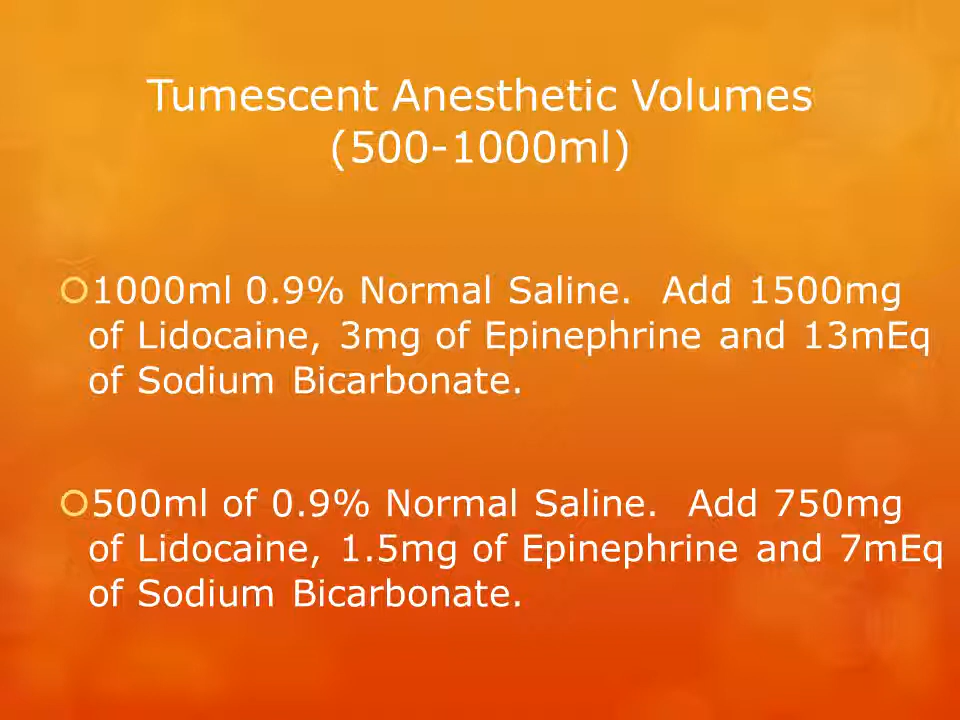 Tumescent Anesthetic Volumes
(500-1000ml)
1000ml 0.9% Normal Saline.  Add 1500mg
of Lidocaine, 3mg of Epinephrine and 13mEq
of Sodium Bicarbonate.
500ml of 0.9% Normal Saline.  Add 750mg
of Lidocaine, 1.5mg of Epinephrine and 7mEq
of Sodium Bicarbonate.